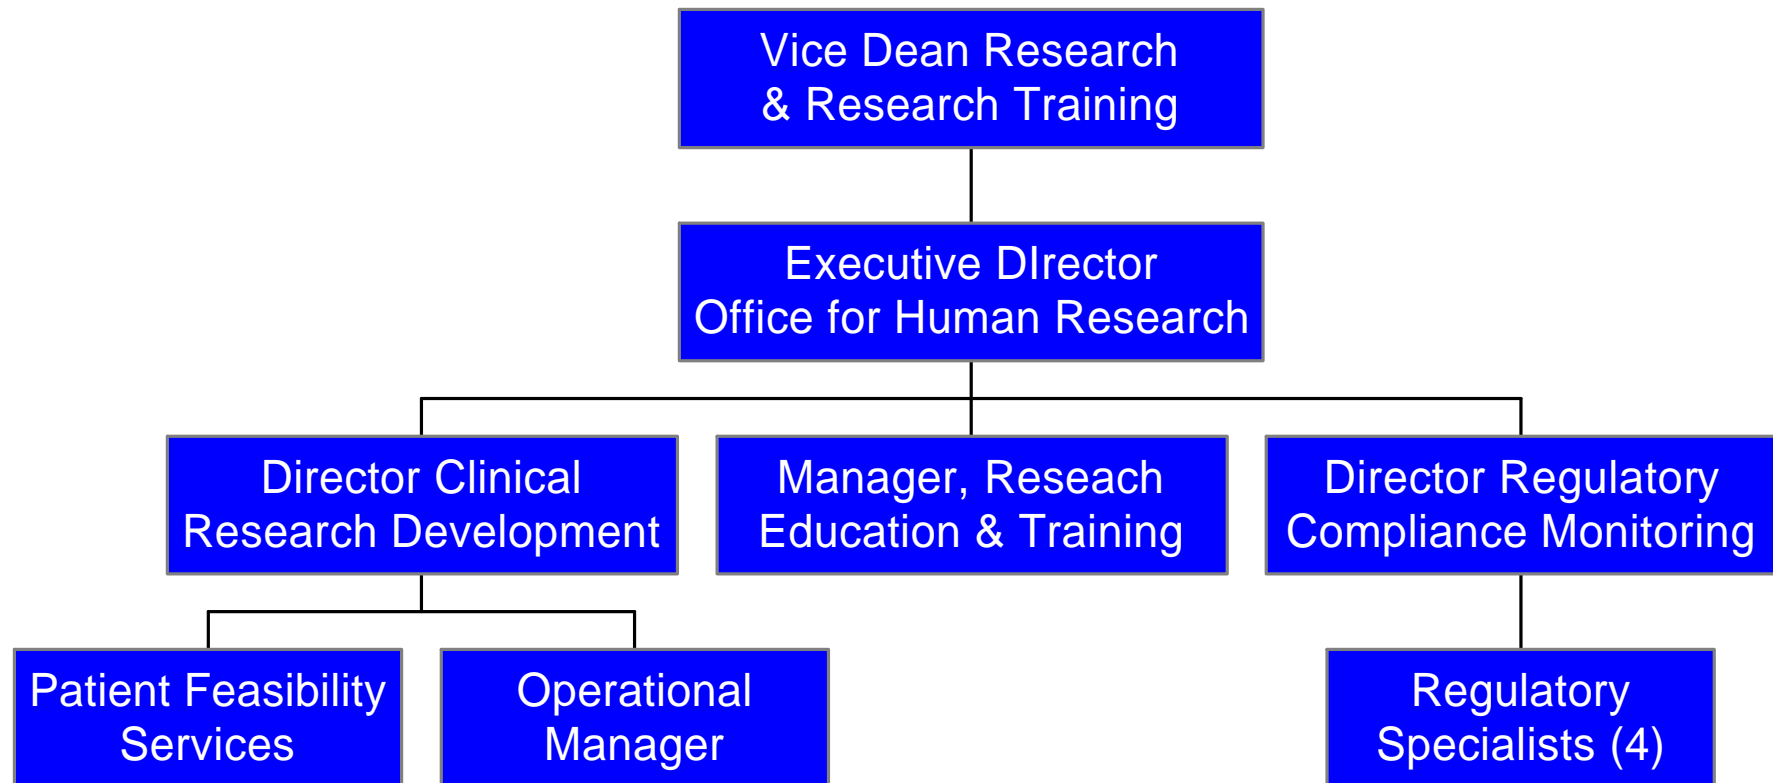 Vice Dean Research
& Research Training
Executive DIrector
Office for Human Research
Director Clinical
Research Development
Manager, Reseach
Education & Training
Director Regulatory
Compliance Monitoring
Patient Feasibility
Services
Operational
Manager
Regulatory
Specialists (4)